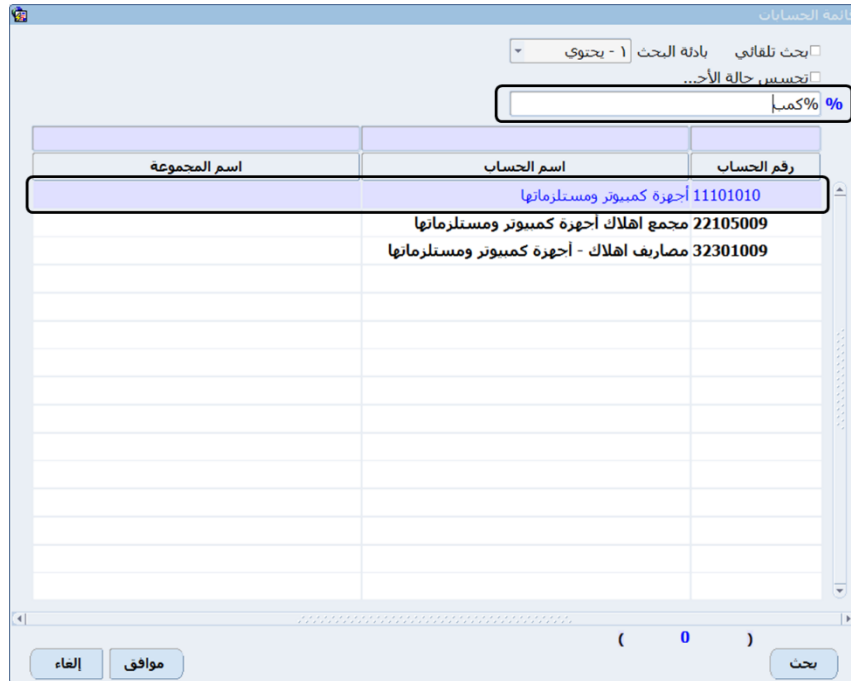 قائمة الحسابات
بحث تلقائي بادئة البحث ١ - يحتوي
تحسس حالة الأحـ...
% %كمب
رقم الحساب اسم الحساب اسم المجموعة
11101010 أجهزة كمبيوتر ومستلزماتها
22105009 مجمع اهلاك أجهزة كمبيوتر ومستلزماتها
32301009 مصاريف اهلاك - أجهزة كمبيوتر ومستلزماتها
( 0 )
بحث موافق إلغاء